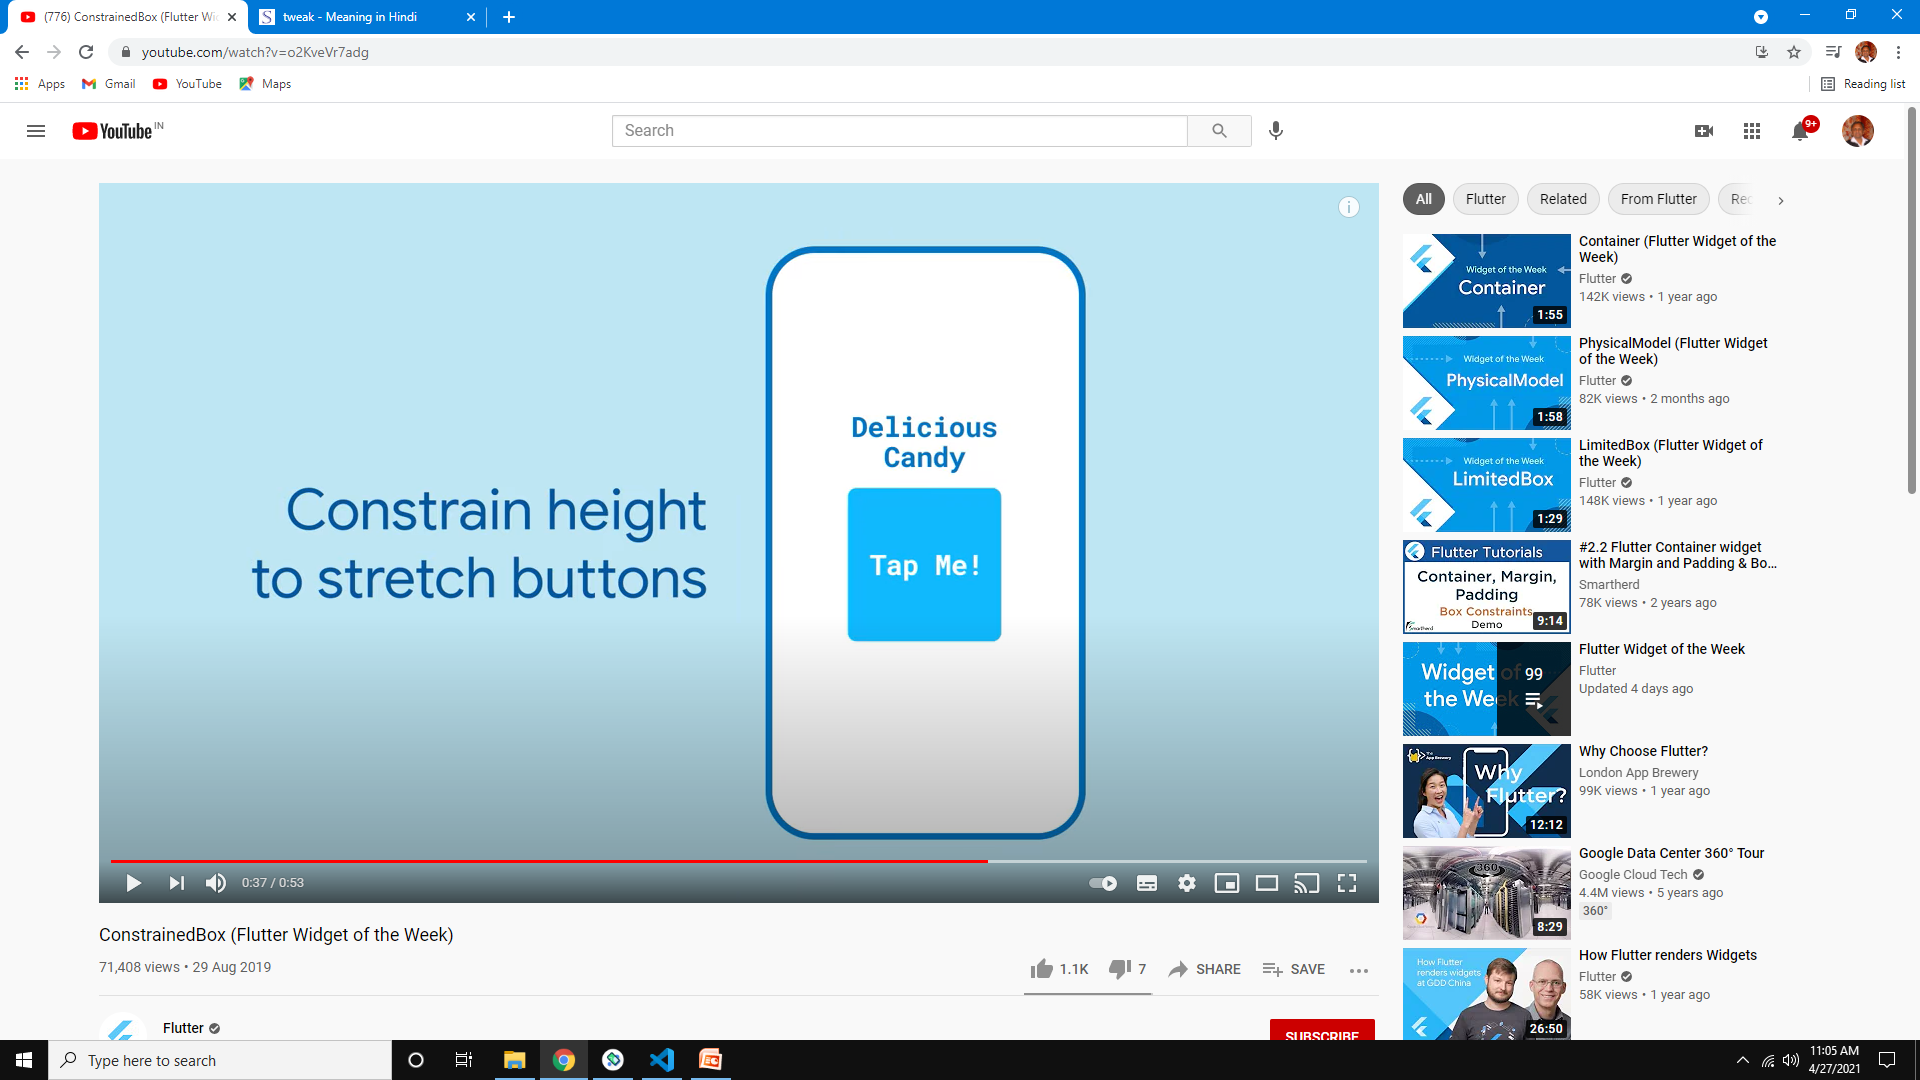 (776) ConstrainedBox (Flutter Wi
tweak - Meaning in Hindi
youtube.com/watch?v=o2KveVr7adg
Apps
Gmail
YouTube
Maps
Reading list
YouTube IN
Search
9+
Constrain height
to stretch buttons
Delicious
Candy
Tap Me!
0:37 / 0:53
ConstrainedBox (Flutter Widget of the Week)
71,408 views • 29 Aug 2019
1.1K
7
SHARE
SAVE
Flutter
SUBSCRIBE
All
Flutter
Related
From Flutter
Rec
Widget of the Week
Container
1:55
Container (Flutter Widget of the
Week)
Flutter
142K views • 1 year ago
Widget of the Week
PhysicalModel
1:58
PhysicalModel (Flutter Widget
of the Week)
Flutter
82K views • 2 months ago
Widget of the Week
LimitedBox
1:29
LimitedBox (Flutter Widget of
the Week)
Flutter
148K views • 1 year ago
Flutter Tutorials
Container, Margin,
Padding
Box Constraints
Demo
Smartherd
9:14
#2.2 Flutter Container widget
with Margin and Padding & Bo...
Smartherd
78K views • 2 years ago
Widget of
the Week
99
Flutter Widget of the Week
Flutter
Updated 4 days ago
The
App Brewery
Why
Flutter?
12:12
Why Choose Flutter?
London App Brewery
99K views • 1 year ago
360°
8:29
Google Data Center 360° Tour
Google Cloud Tech
4.4M views • 5 years ago
360°
How Flutter
renders widgets
at GDD China
26:50
How Flutter renders Widgets
Flutter
58K views • 1 year ago
Type here to search
11:05 AM
4/27/2021